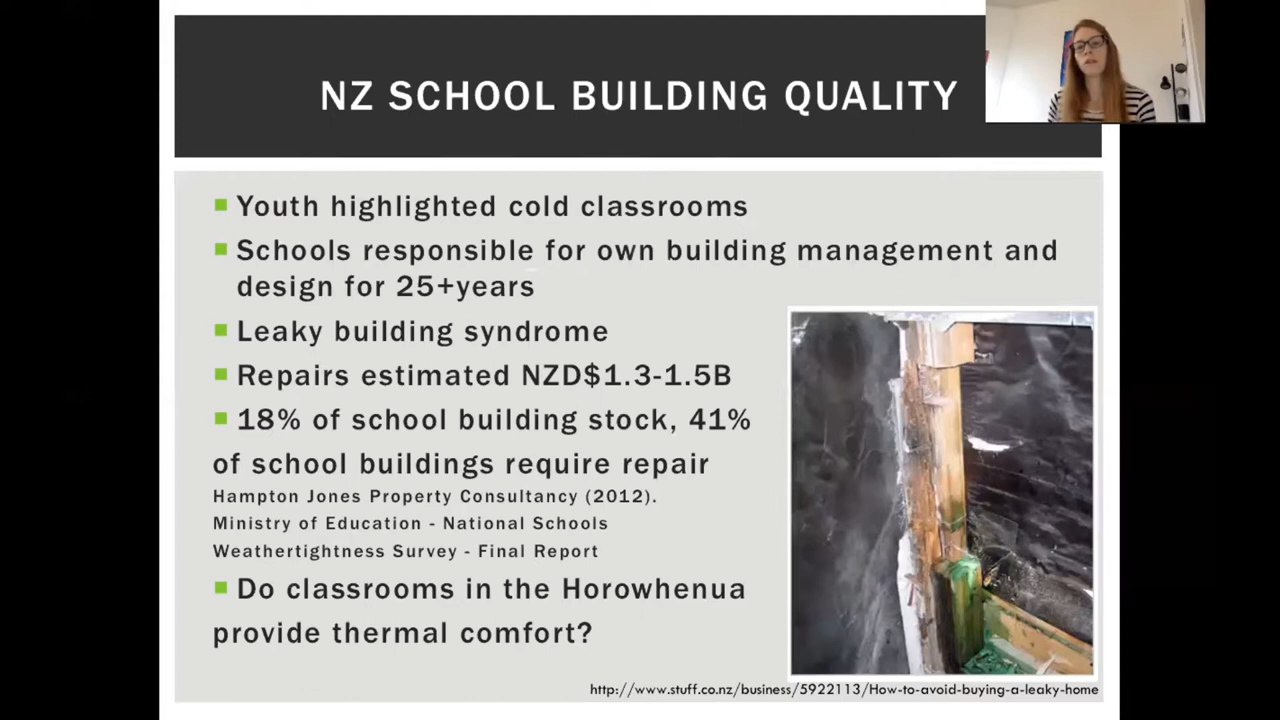 NZ SCHOOL BUILDING QUALITY
Youth highlighted cold classrooms
Schools responsible for own building management and
design for 25+years
Leaky building syndrome
Repairs estimated NZD$1.3-1.5B
18% of school building stock, 41%
of school buildings require repair
Hampton Jones Property Consultancy (2012).
Ministry of Education - National Schools
Weathertightness Survey - Final Report
Do classrooms in the Horowhenua
provide thermal comfort?
http://www.stuff.co.nz/business/5922113/How-to-avoid-buying-a-leaky-home